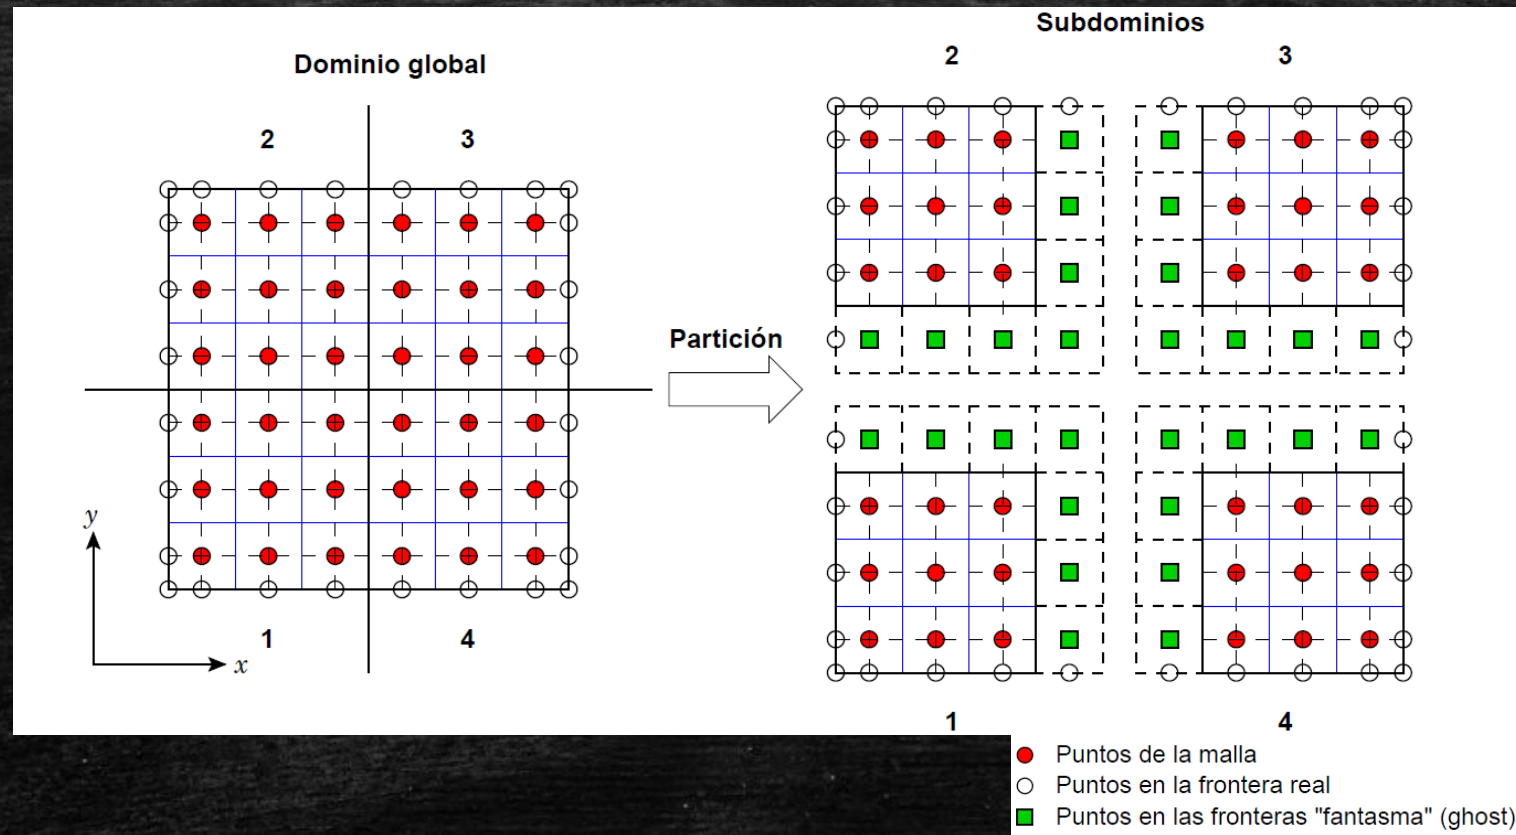 Dominio global
2 3
1 4
y
x
Partición
Subdominios
2 3
1 4
Puntos de la malla
Puntos en la frontera real
Puntos en las fronteras "fantasma" (ghost)